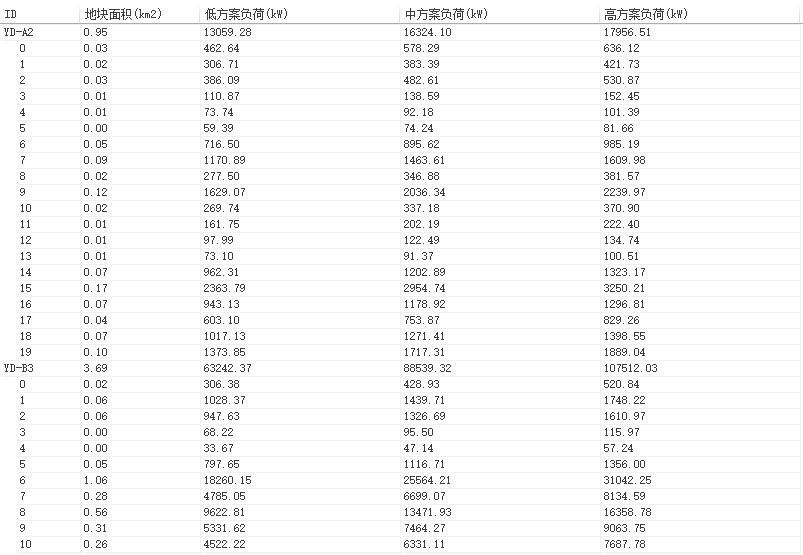 ID 地块面积(km2) 低方案负荷(kW) 中方案负荷(kW) 高方案负荷(kW)
YD-A2 0.95 13059.28 16324.10 17956.51
0 0.03 462.64 578.29 636.12
1 0.02 306.71 383.39 421.73
2 0.03 386.09 482.61 530.87
3 0.01 110.87 138.59 152.45
4 0.01 73.74 92.18 101.39
5 0.00 59.39 74.24 81.66
6 0.05 716.50 895.62 985.19
7 0.09 1170.89 1463.61 1609.98
8 0.02 277.50 346.88 381.57
9 0.12 1629.07 2036.34 2239.97
10 0.02 269.74 337.18 370.90
11 0.01 161.75 202.19 222.40
12 0.01 97.99 122.49 134.74
13 0.01 73.10 91.37 100.51
14 0.07 962.31 1202.89 1323.17
15 0.17 2363.79 2954.74 3250.21
16 0.07 943.13 1178.92 1296.81
17 0.04 603.10 753.87 829.26
18 0.07 1017.13 1271.41 1398.55
19 0.10 1373.85 1717.31 1889.04
YD-B3 3.69 63242.37 88539.32 107512.03
0 0.02 306.38 428.93 520.84
1 0.06 1028.37 1439.71 1748.22
2 0.06 947.63 1326.69 1610.97
3 0.00 68.22 95.50 115.97
4 0.00 33.67 47.14 57.24
5 0.05 797.65 1116.71 1356.00
6 1.06 18260.15 25564.21 31042.25
7 0.28 4785.05 6699.07 8134.59
8 0.56 9622.81 13471.93 16358.78
9 0.31 5331.62 7464.27 9063.75
10 0.26 4522.22 6331.11 7687.78